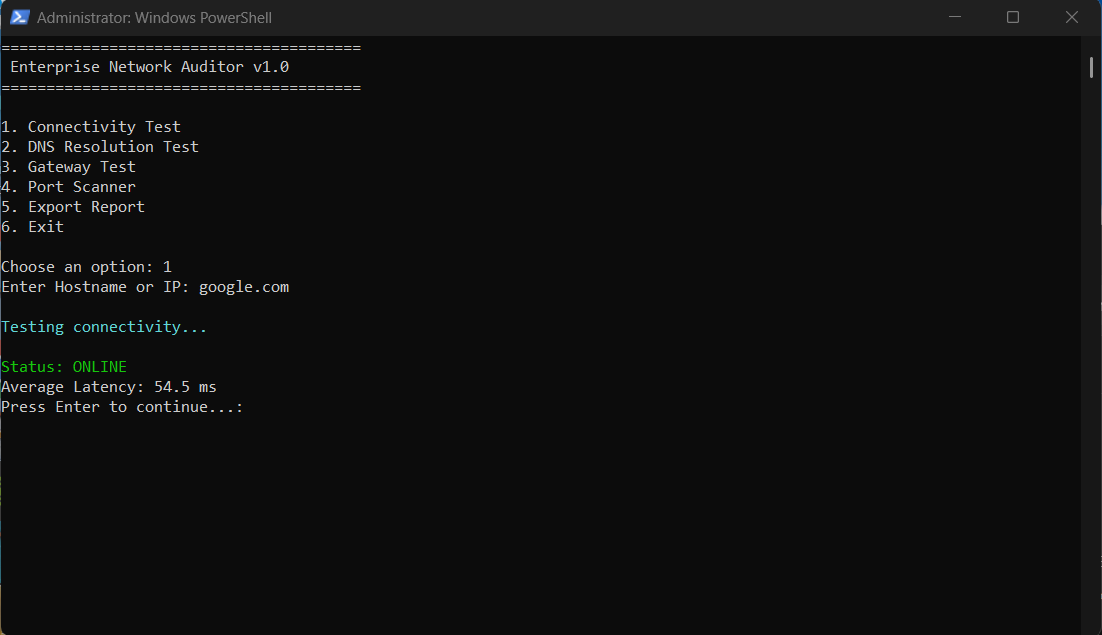 Administrator: Windows PowerShell
========================================
Enterprise Network Auditor v1.0
========================================
1. Connectivity Test
2. DNS Resolution Test
3. Gateway Test
4. Port Scanner
5. Export Report
6. Exit
Choose an option: 1
Enter Hostname or IP: google.com
Testing connectivity...
Status: ONLINE
Average Latency: 54.5 ms
Press Enter to continue...: